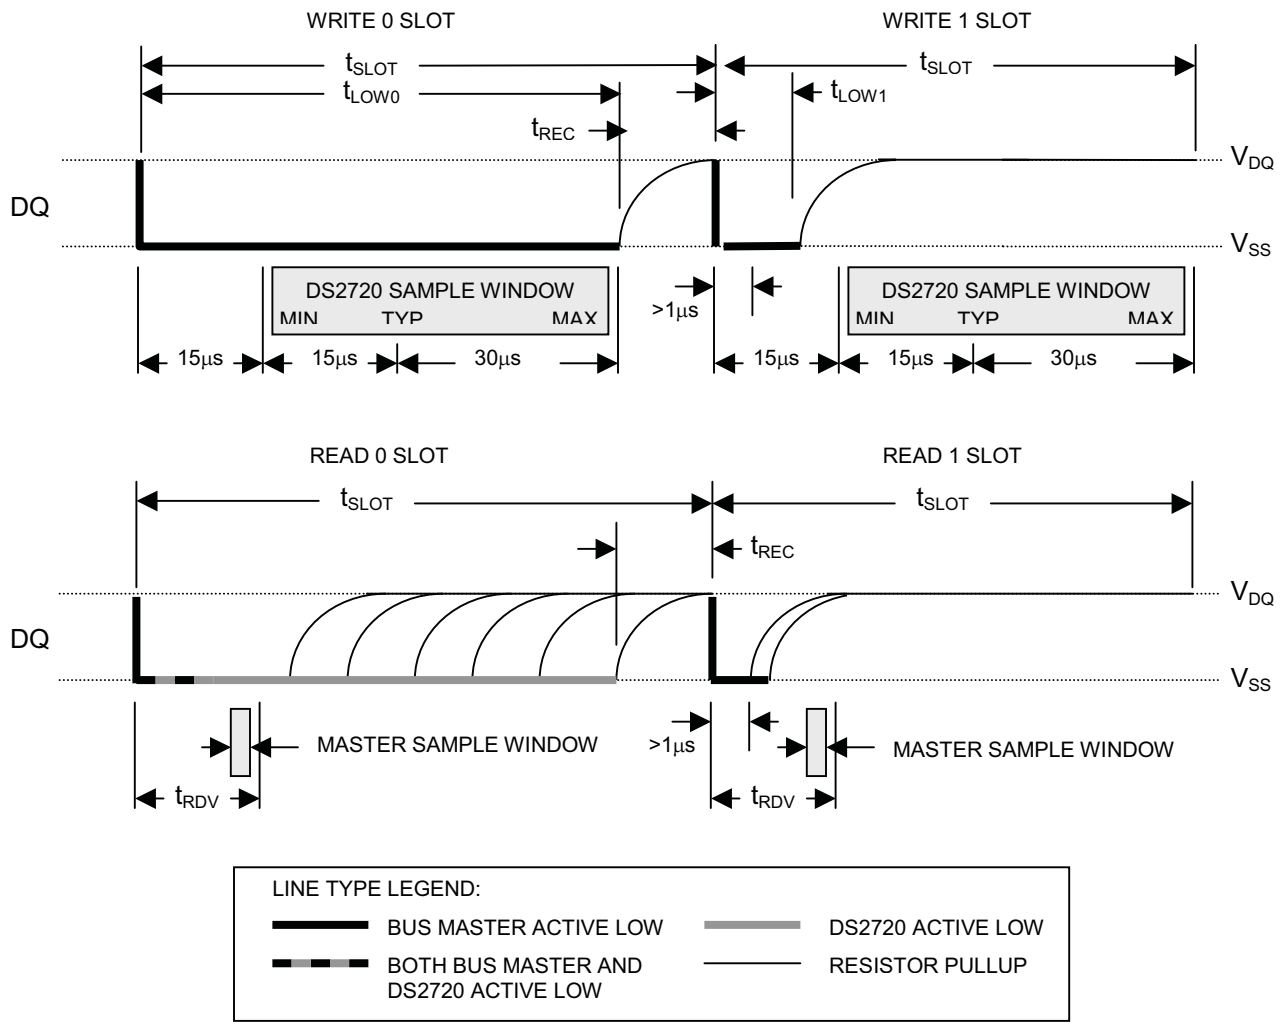 WRITE 0 SLOT WRITE 1 SLOT
tSLOT tSLOT
tLOW0 tLOW1
tREC
VDQ
DQ
VSS
DS2720 SAMPLE WINDOW >1μs DS2720 SAMPLE WINDOW
MIN TYP MAX MIN TYP MAX
15μs 15μs 30μs 15μs 15μs 30μs
READ 0 SLOT READ 1 SLOT
tSLOT tSLOT
tREC
VDQ
DQ
VSS
MASTER SAMPLE WINDOW >1μs MASTER SAMPLE WINDOW
tRDV tRDV
LINE TYPE LEGEND:
BUS MASTER ACTIVE LOW DS2720 ACTIVE LOW
BOTH BUS MASTER AND RESISTOR PULLUP
DS2720 ACTIVE LOW